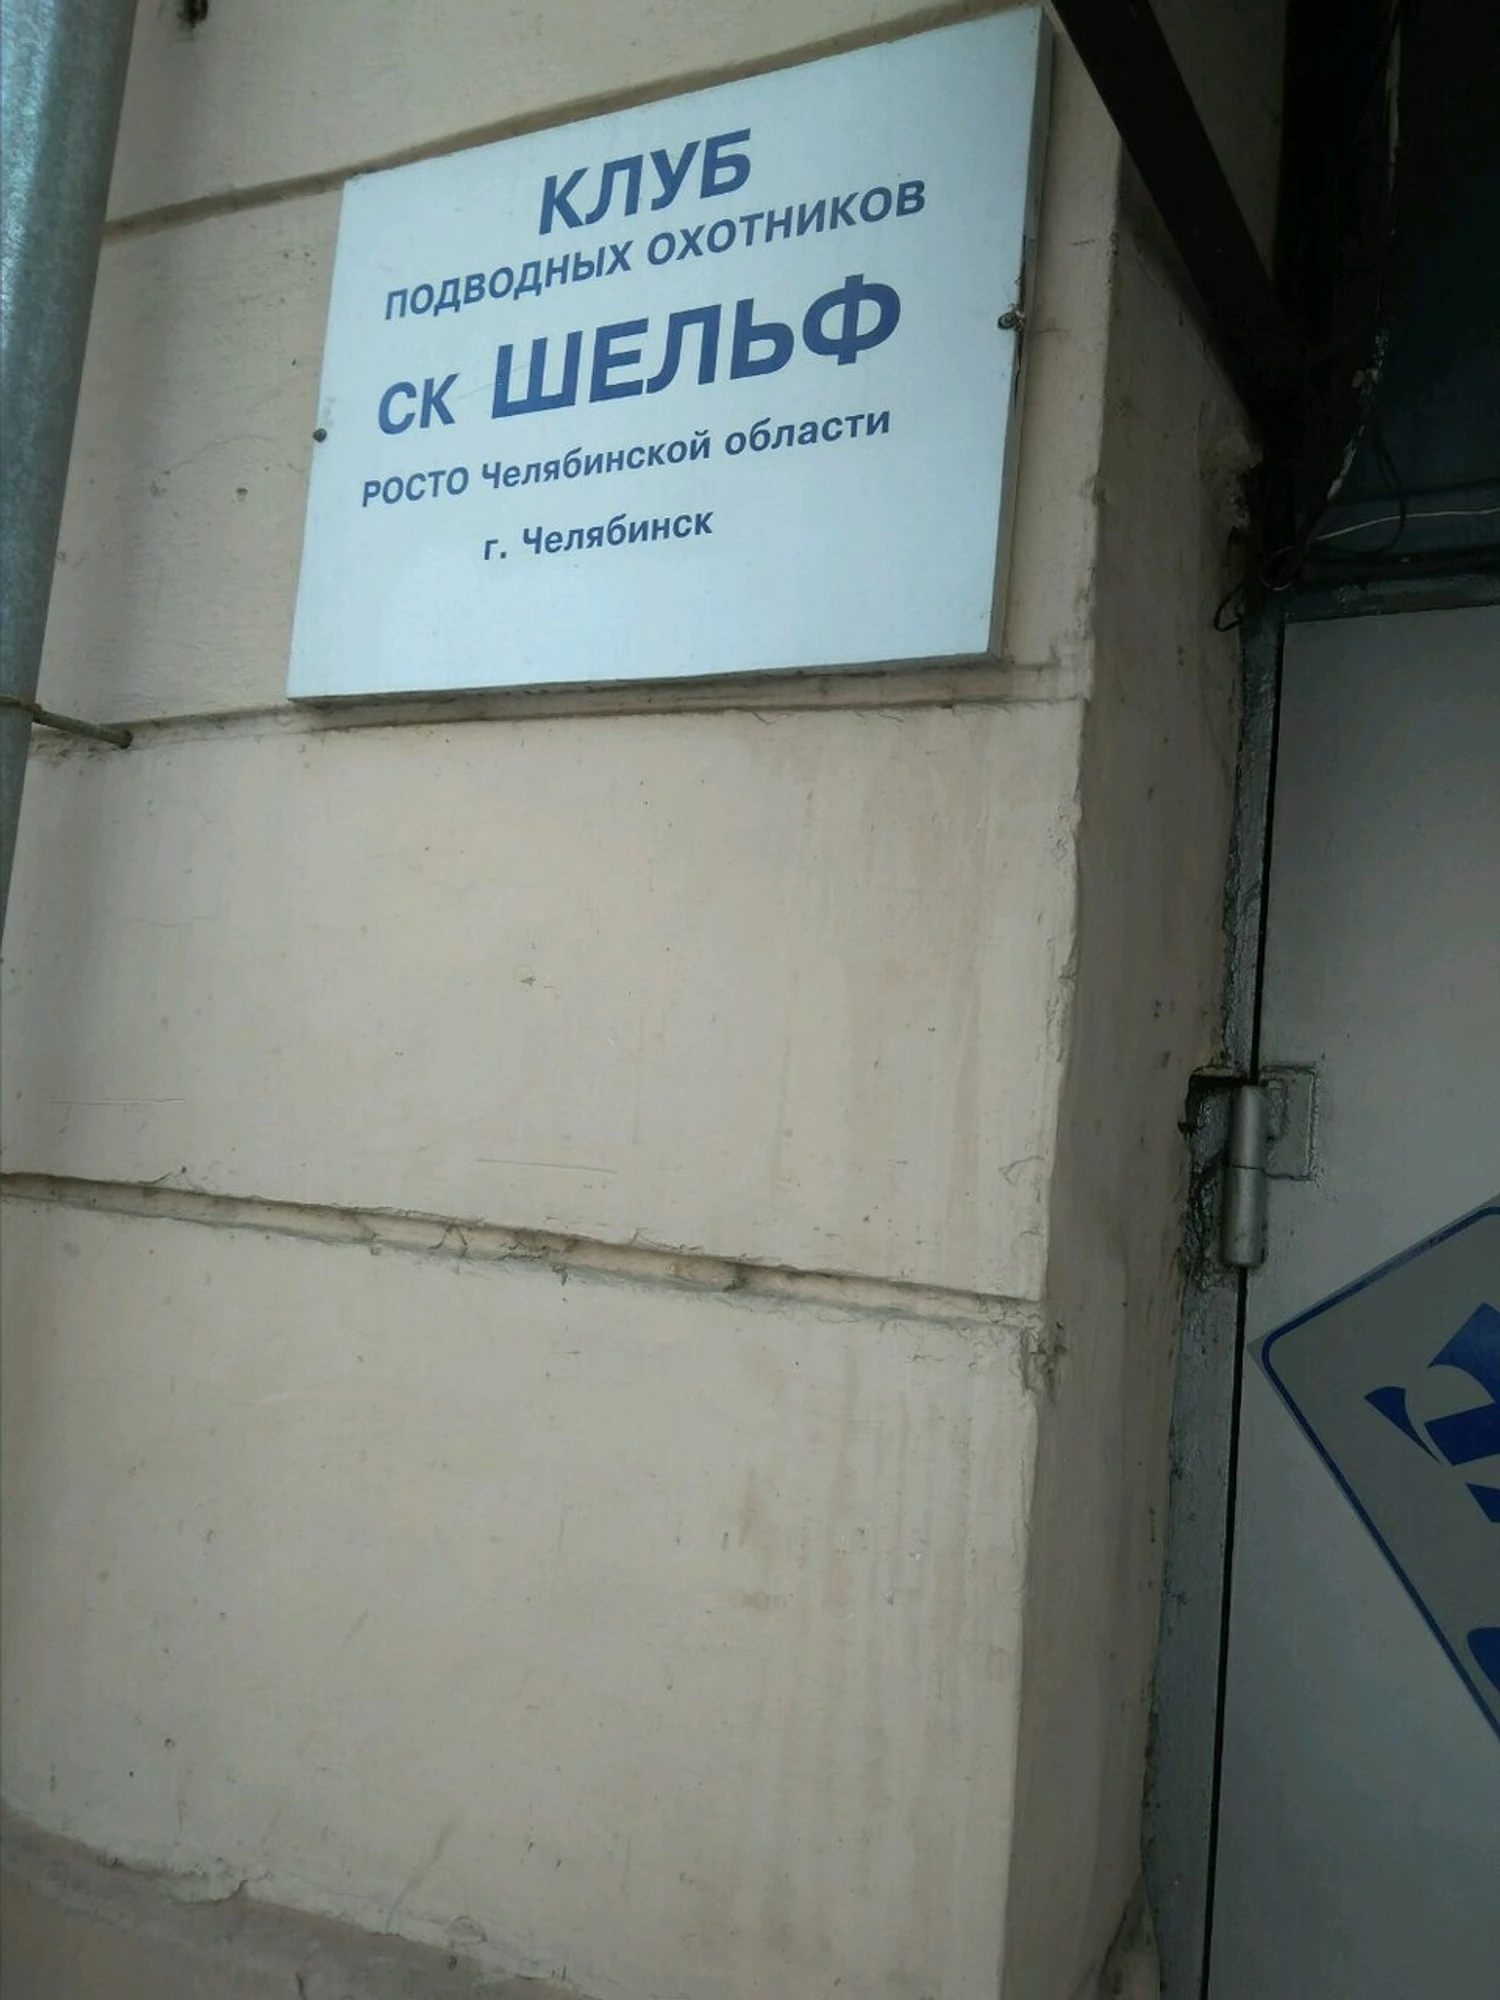 КЛУБ
ПОДВОДНЫХ ОХОТНИКОВ
СК ШЕЛЬФ
РОСТО Челябинской области
г. Челябинск